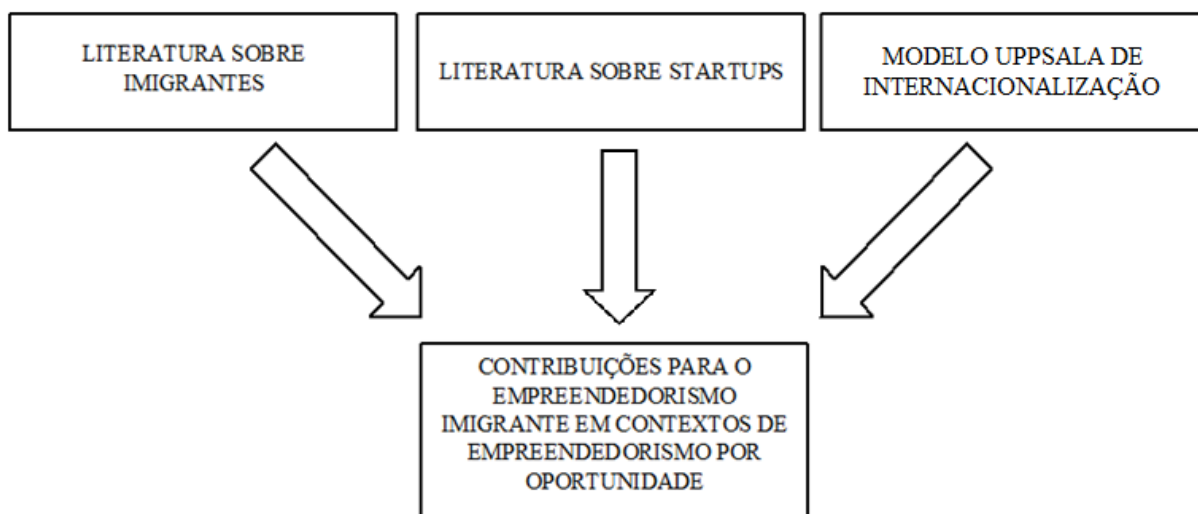 LITERATURA SOBRE
IMIGRANTES
LITERATURA SOBRE STARTUPS
MODELO UPPSALA DE
INTERNACIONALIZAÇÃO
CONTRIBUIÇÕES PARA O
EMPREENDEDORISMO
IMIGRANTE EM CONTEXTOS DE
EMPREENDEDORISMO POR
OPORTUNIDADE